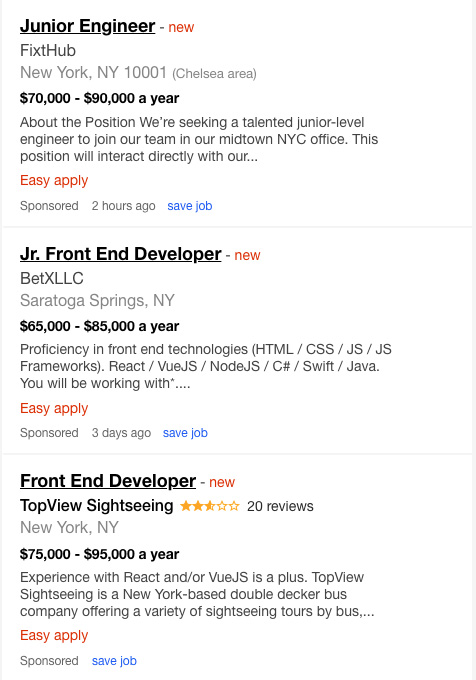 Junior Engineer - new
FixtHub
New York, NY 10001 (Chelsea area)
$70,000 - $90,000 a year
About the Position We’re seeking a talented junior-level
engineer to join our team in our midtown NYC office. This
position will interact directly with our...
Easy apply
Sponsored 2 hours ago save job
Jr. Front End Developer - new
BetXLLC
Saratoga Springs, NY
$65,000 - $85,000 a year
Proficiency in front end technologies (HTML / CSS / JS / JS
Frameworks). React / VueJS / NodeJS / C# / Swift / Java.
You will be working with*....
Easy apply
Sponsored 3 days ago save job
Front End Developer - new
TopView Sightseeing 20 reviews
New York, NY
$75,000 - $95,000 a year
Experience with React and/or VueJS is a plus. TopView
Sightseeing is a New York-based double decker bus
company offering a variety of sightseeing tours by bus,...
Easy apply
Sponsored save job